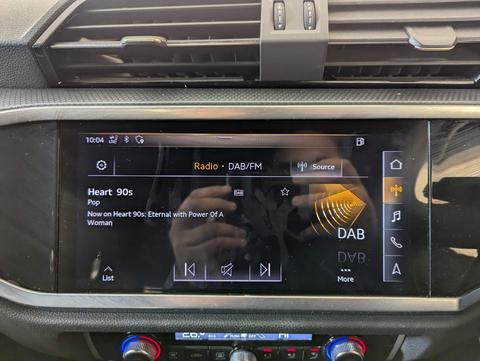 10:04
Radio • DAB/FM
Source
Heart 90s
Pop
Now on Heart 90s: Eternal with Power Of A
Woman
DAB
List
More